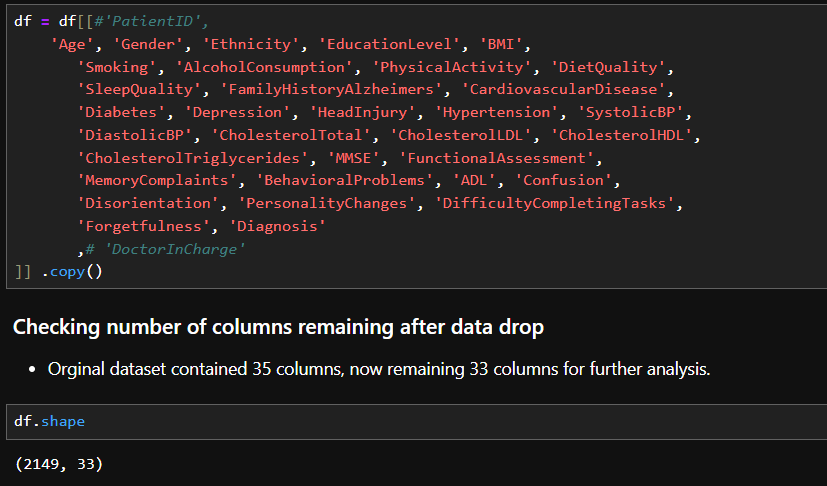 df = df[[#'PatientID',
'Age', 'Gender', 'Ethnicity', 'EducationLevel', 'BMI',
'Smoking', 'AlcoholConsumption', 'PhysicalActivity', 'DietQuality',
'SleepQuality', 'FamilyHistoryAlzheimers', 'CardiovascularDisease',
'Diabetes', 'Depression', 'HeadInjury', 'Hypertension', 'SystolicBP',
'DiastolicBP', 'CholesterolTotal', 'CholesterolLDL', 'CholesterolHDL',
'CholesterolTriglycerides', 'MMSE', 'FunctionalAssessment',
'MemoryComplaints', 'BehavioralProblems', 'ADL', 'Confusion',
'Disorientation', 'PersonalityChanges', 'DifficultyCompletingTasks',
'Forgetfulness', 'Diagnosis'
,# 'DoctorInCharge'
]] .copy()
Checking number of columns remaining after data drop
• Orginal dataset contained 35 columns, now remaining 33 columns for further analysis.
df.shape
(2149, 33)